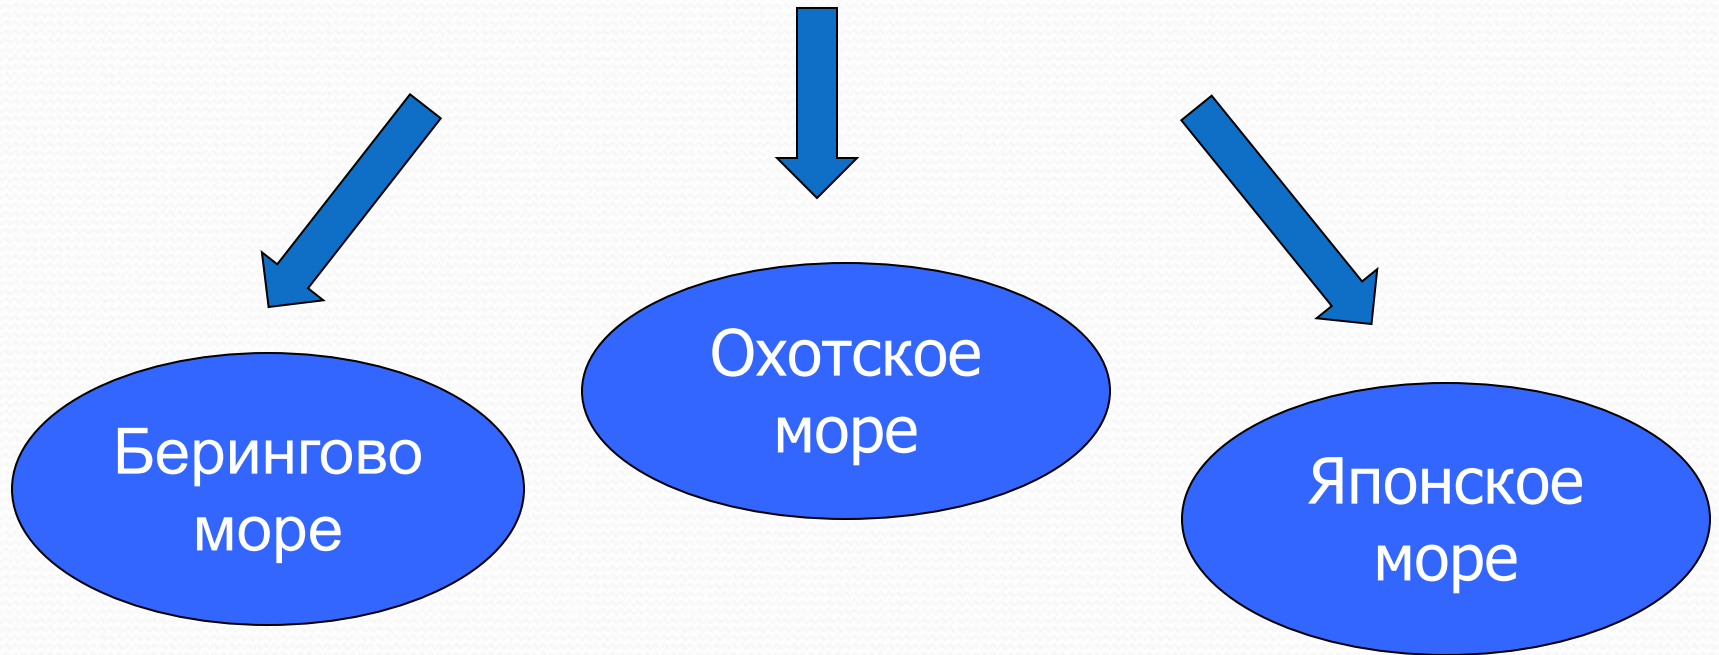 Берингово
море
Охотское
море
Японское
море